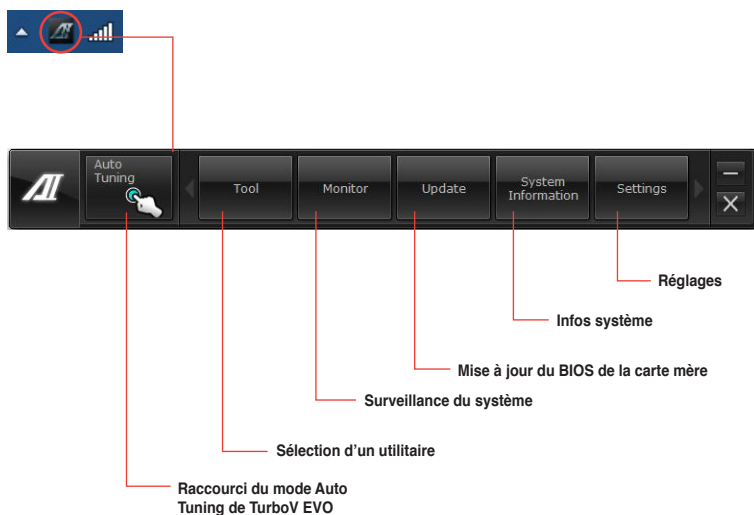 Auto
Tuning
Tool
Monitor
Update
System
Information
Settings
Réglages
Infos système
Mise à jour du BIOS de la carte mère
Surveillance du système
Sélection d’un utilitaire
Raccourci du mode Auto
Tuning de TurboV EVO